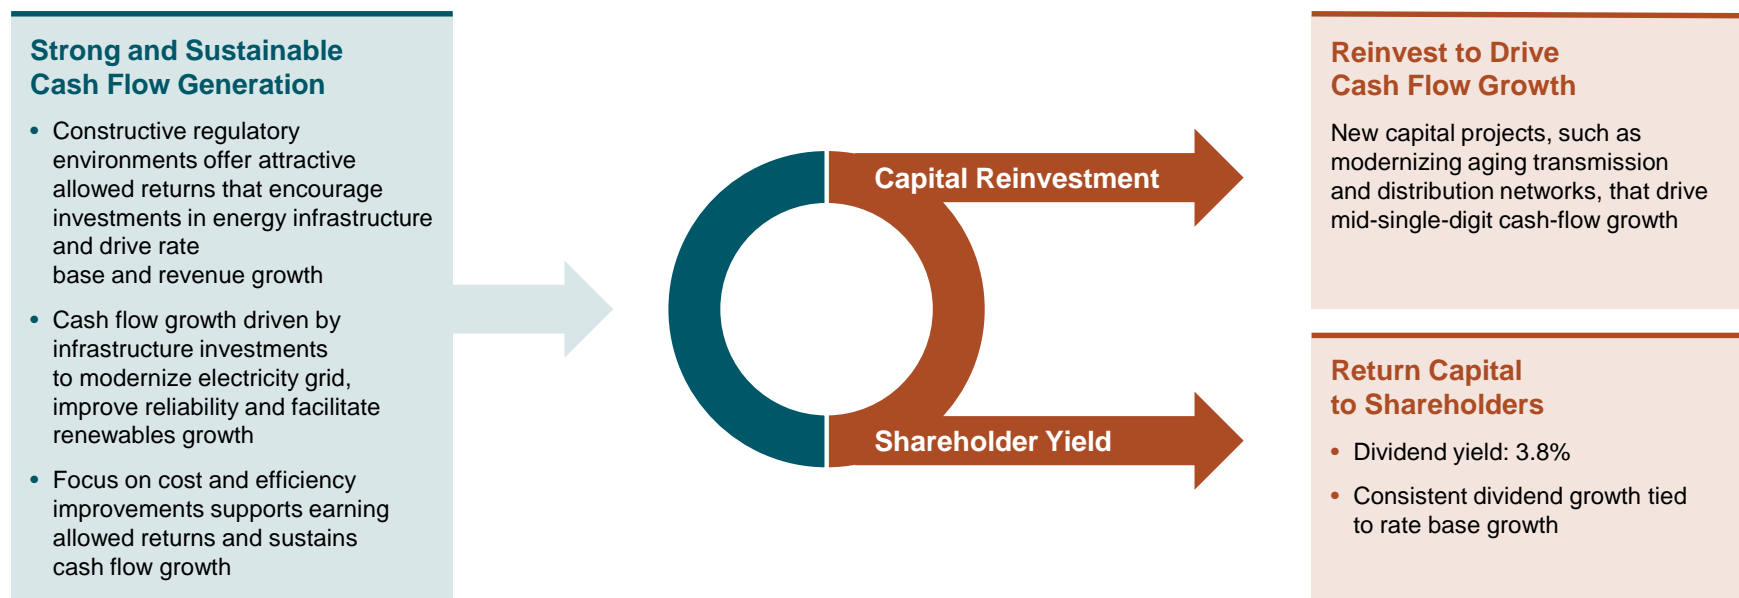 Strong and Sustainable
Cash Flow Generation
• Constructive regulatory
environments offer attractive
allowed returns that encourage
investments in energy infrastructure
and drive rate
base and revenue growth
• Cash flow growth driven by
infrastructure investments
to modernize electricity grid,
improve reliability and facilitate
renewables growth
• Focus on cost and efficiency
improvements supports earning
allowed returns and sustains
cash flow growth
Capital Reinvestment
Shareholder Yield
Reinvest to Drive
Cash Flow Growth
New capital projects, such as
modernizing aging transmission
and distribution networks, that drive
mid-single-digit cash-flow growth
Return Capital
to Shareholders
• Dividend yield: 3.8%
• Consistent dividend growth tied
to rate base growth